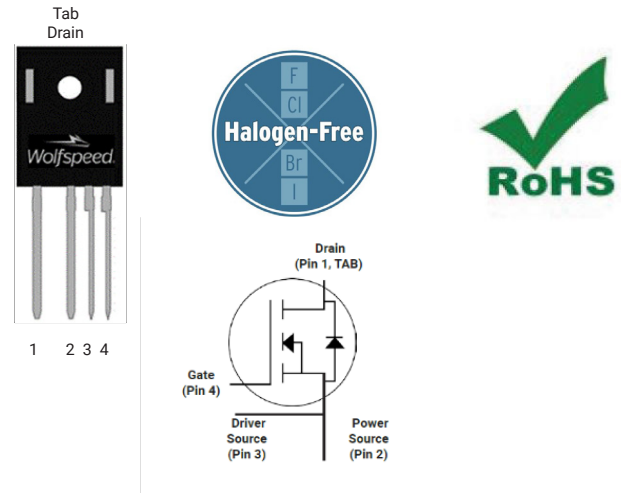 Tab
Drain
Wolfspeed.
1 2 3 4
F
Cl
Halogen-Free
Br
I
RoHS
Drain
(Pin 1, TAB)
Gate
(Pin 4)
Driver
Source
(Pin 3)
Power
Source
(Pin 2)